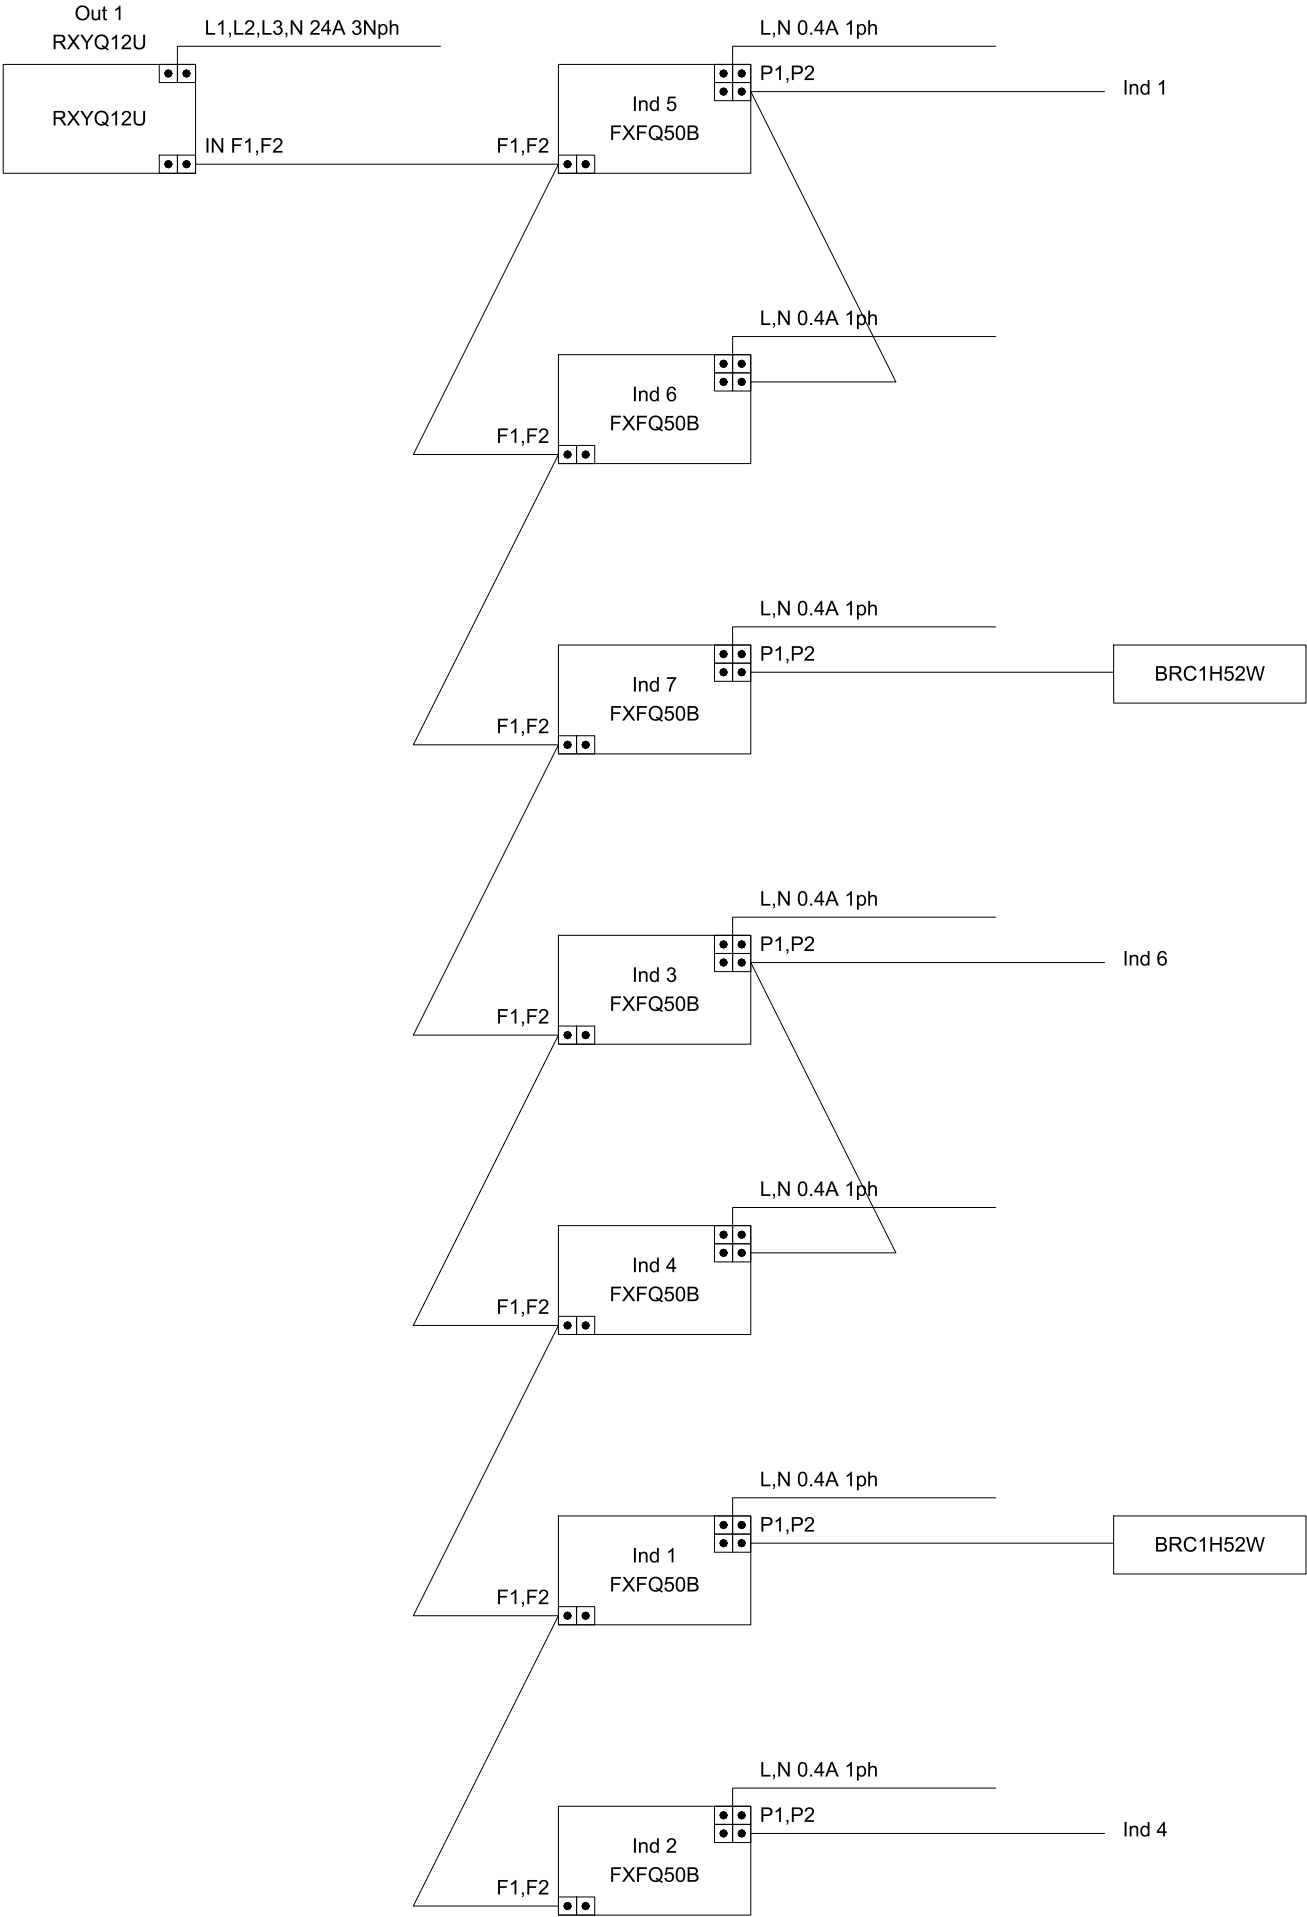 Out 1
RXYQ12U
L1,L2,L3,N 24A 3Nph
RXYQ12U
IN F1,F2
L,N 0.4A 1ph
P1,P2
Ind 1
Ind 5
FXFQ50B
F1,F2
L,N 0.4A 1ph
Ind 6
FXFQ50B
F1,F2
L,N 0.4A 1ph
P1,P2
BRC1H52W
Ind 7
FXFQ50B
F1,F2
L,N 0.4A 1ph
P1,P2
Ind 6
Ind 3
FXFQ50B
F1,F2
L,N 0.4A 1ph
Ind 4
FXFQ50B
F1,F2
L,N 0.4A 1ph
P1,P2
BRC1H52W
Ind 1
FXFQ50B
F1,F2
L,N 0.4A 1ph
P1,P2
Ind 4
Ind 2
FXFQ50B
F1,F2